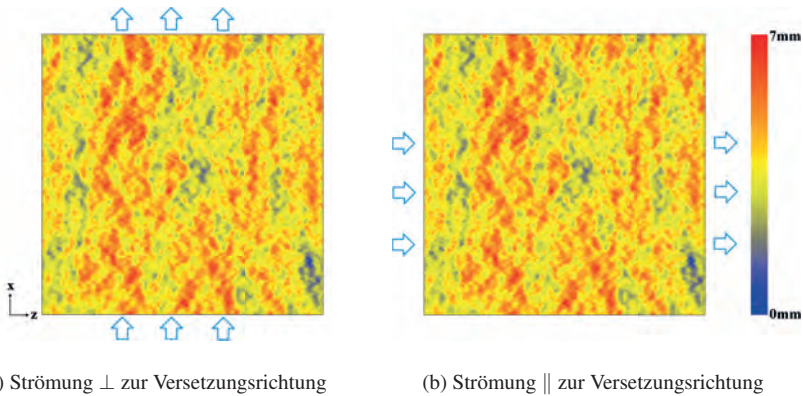 7mm
x
z
0mm
) Strömung ⊥ zur Versetzungsrichtung
(b) Strömung ∥ zur Versetzungsrichtung